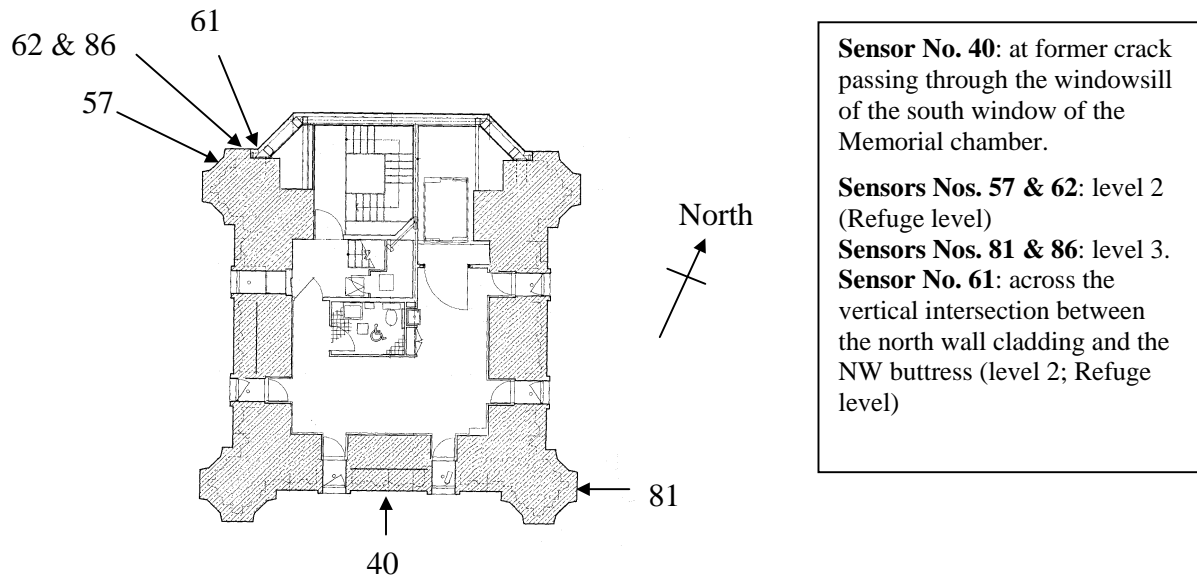 61
62 & 86
57
North
81
40
Sensor No. 40: at former crack
passing through the windowsill
of the south window of the
Memorial chamber.
Sensors Nos. 57 & 62: level 2
(Refuge level)
Sensors Nos. 81 & 86: level 3.
Sensor No. 61: across the
vertical intersection between
the north wall cladding and the
NW buttress (level 2; Refuge
level)